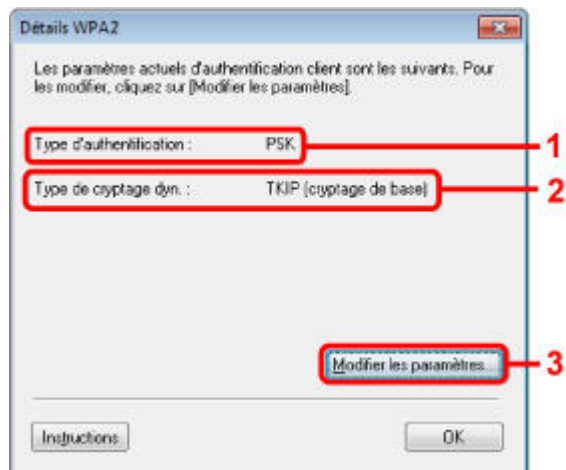 Détails WPA2
Les paramètres actuels d'authentification client sont les suivants. Pour
les modifier, cliquez sur [Modifier les paramètres].
Type d'authentification : PSK 1
Type de cryptage dyn. : TKIP (cryptage de base) 2
Modifier les paramètres... 3
Instructions OK